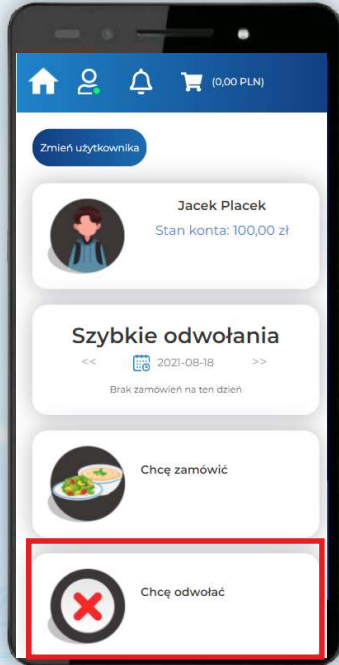 (0,00 PLN)
Zmień użytkownika
Jacek Placek
Stan konta: 100,00 zł
Szybkie odwołania
<< 2021-08-18 >>
Brak zamówień na ten dzień
Chcę zamówić
Chcę odwołać